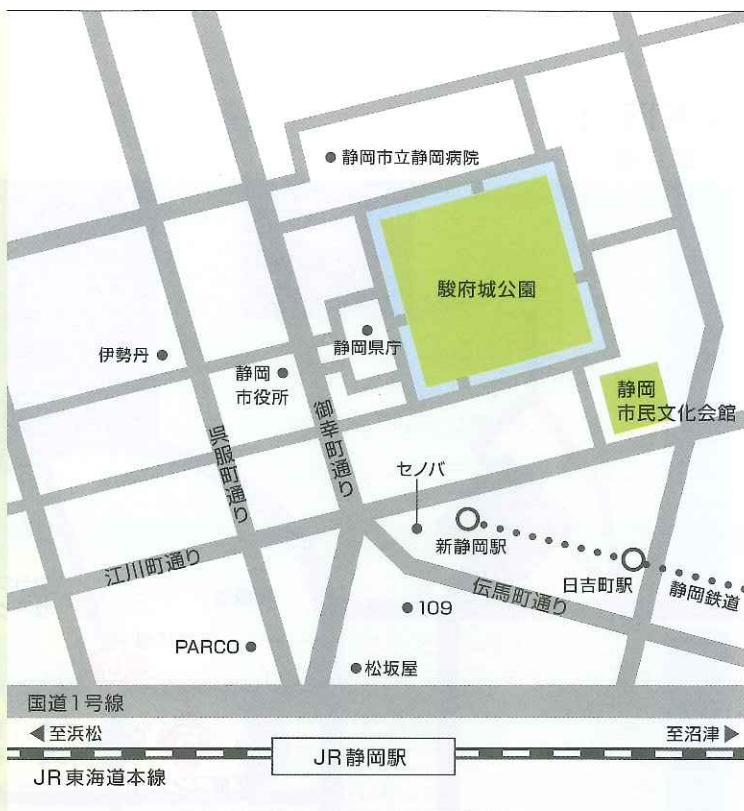 静岡市立静岡病院
駿府城公園
静岡県庁
伊勢丹
静岡
市役所
静岡
市民文化会館
御幸町通り
呉服町通り
セノバ
新静岡駅
江川町通り
日吉町駅
静岡鉄道
伝馬町通り
109
PARCO
松坂屋
国道1号線
至浜松
至沼津
JR静岡駅
JR東海道本線